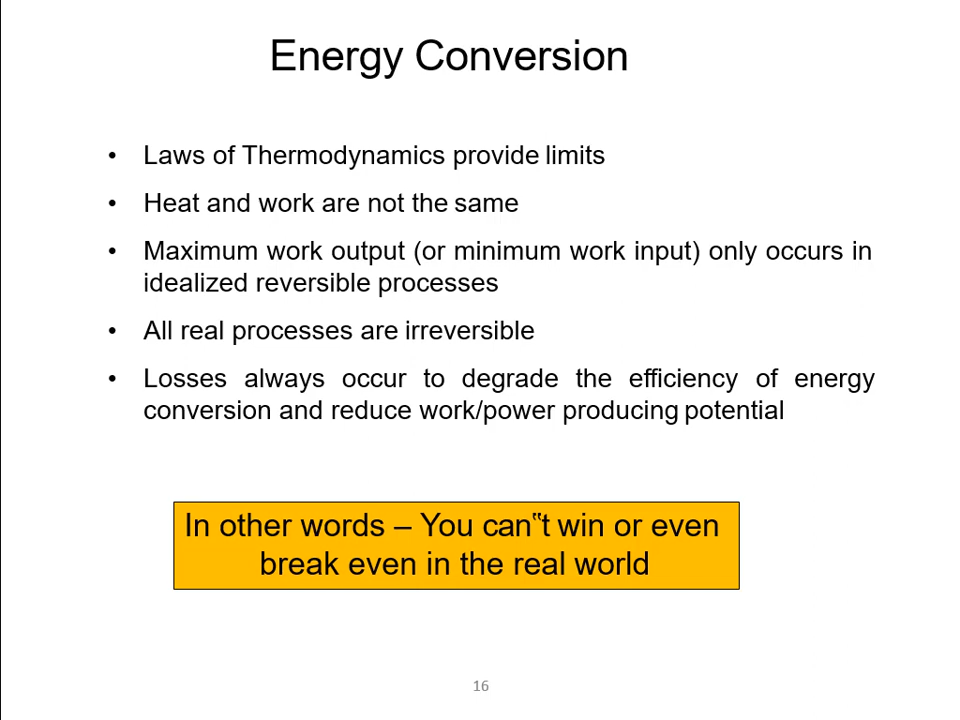 Energy Conversion
• Laws of Thermodynamics provide limits
• Heat and work are not the same
• Maximum work output (or minimum work input) only occurs in
idealized reversible processes
• All real processes are irreversible
• Losses always occur to degrade the efficiency of energy
conversion and reduce work/power producing potential
In other words – You can‟t win or even
break even in the real world
16